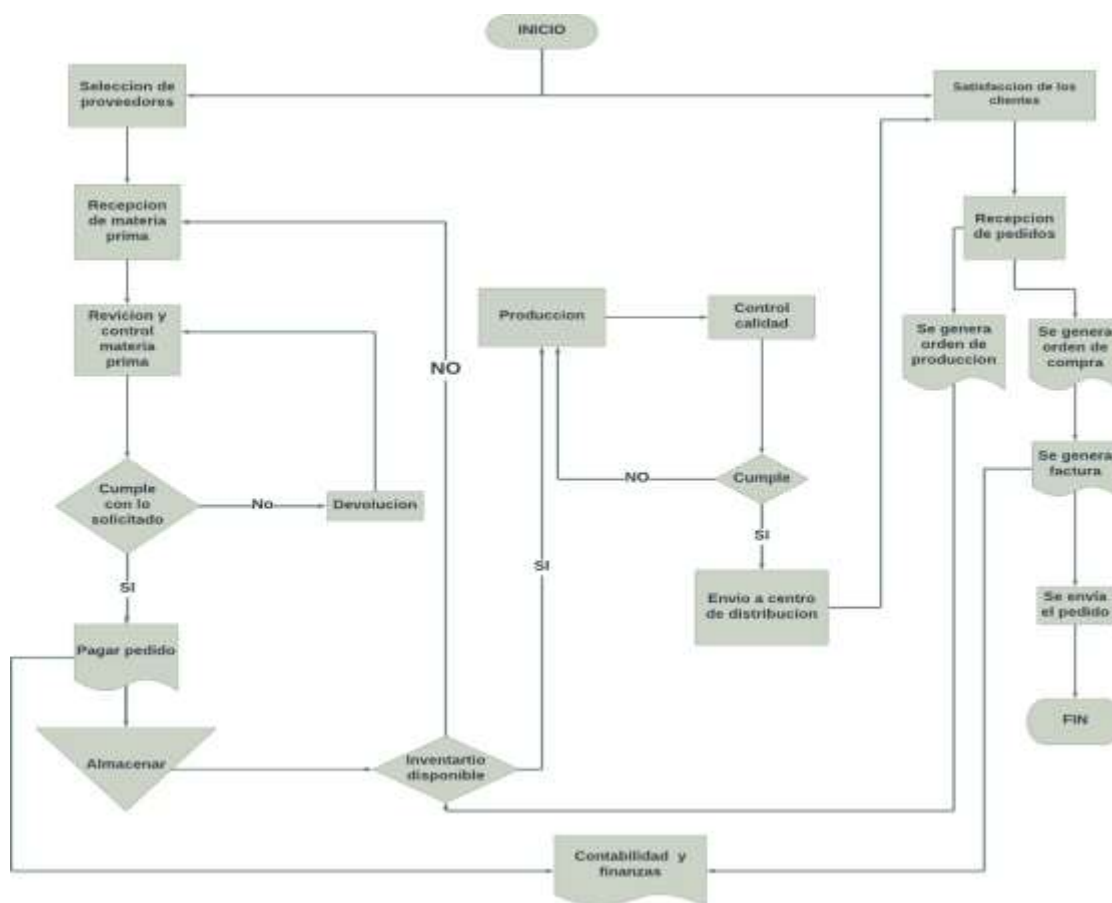 INICIO
Seleccion de
proveedores
Satisfaccion de los
clientes
Recepcion
de materia
prima
Recepcion
de pedidos
Revicion y
control
materia
prima
Produccion
Control
calidad
Se genera
orden de
produccion
Se genera
orden de
compra
NO
Cumple
con lo
solicitado
No
Devolucion
NO
Cumple
Se genera
factura
SI
SI
SI
Envio a centro
de distribucion
Se envía
el pedido
Pagar pedido
FIN
Almacenar
Inventartio
disponible
Contabilidad y
finanzas